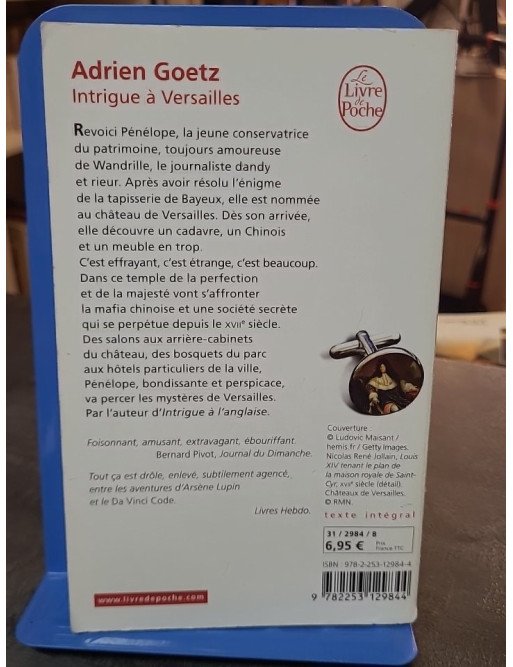 Adrien Goetz
Intrigue à Versailles
Le
Livre
de
Poche
Revoici Pénélope, la jeune conservatrice
du patrimoine, toujours amoureuse
de Wandrille, le journaliste dandy
et rieur. Après avoir résolu l'énigme
de la tapisserie de Bayeux, elle est nommée
au château de Versailles. Dès son arrivée,
elle découvre un cadavre, un Chinois
et un meuble en trop.
C'est effrayant, c'est étrange, c'est beaucoup.
Dans ce temple de la perfection
et de la majesté vont s'affronter
la mafia chinoise et une société secrète
qui se perpétue depuis le XVIIe siècle.
Des salons aux arrière-cabinets
du château, des bosquets du parc
aux hôtels particuliers de la ville,
Pénélope, bondissante et perspicace,
va percer les mystères de Versailles.
Par l'auteur d'Intrigue à l'anglaise.
Foisonnant, amusant, extravagant, ébouriffant.
Bernard Pivot, Journal du Dimanche.
Tout ça est drôle, enlevé, subtilement agencé,
entre les aventures d'Arsène Lupin
et le Da Vinci Code.
Livres Hebdo.
Couverture :
© Ludovic Maisant /
hemis.fr / Getty Images.
Nicolas René Jollain, Louis
XIV tenant le plan de
la maison royale de Saint-
Cyr, XVIIe siècle (détail).
Châteaux de Versailles.
© RMN.
texte intégral
31 / 2984 / 8
6,95 € Prix
France TTC
ISBN : 978-2-253-12984-4
9 782253 129844
www.livredepoche.com